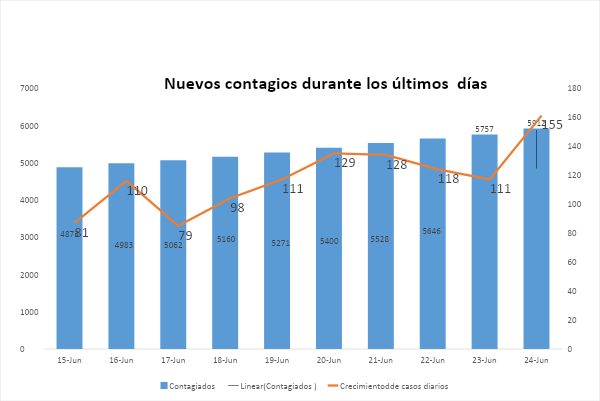 Nuevos contagios durante los últimos días
7000
6000
5000
4000
3000
2000
1000
0
180
160
140
120
100
80
60
40
20
0
4873
4983
5062
5160
5271
5400
5528
5646
5757
5912
81
110
79
98
111
129
128
118
111
155
15-Jun
16-Jun
17-Jun
18-Jun
19-Jun
20-Jun
21-Jun
22-Jun
23-Jun
24-Jun
Contagiados
Linear(Contagiados )
Crecimientodde casos diarios